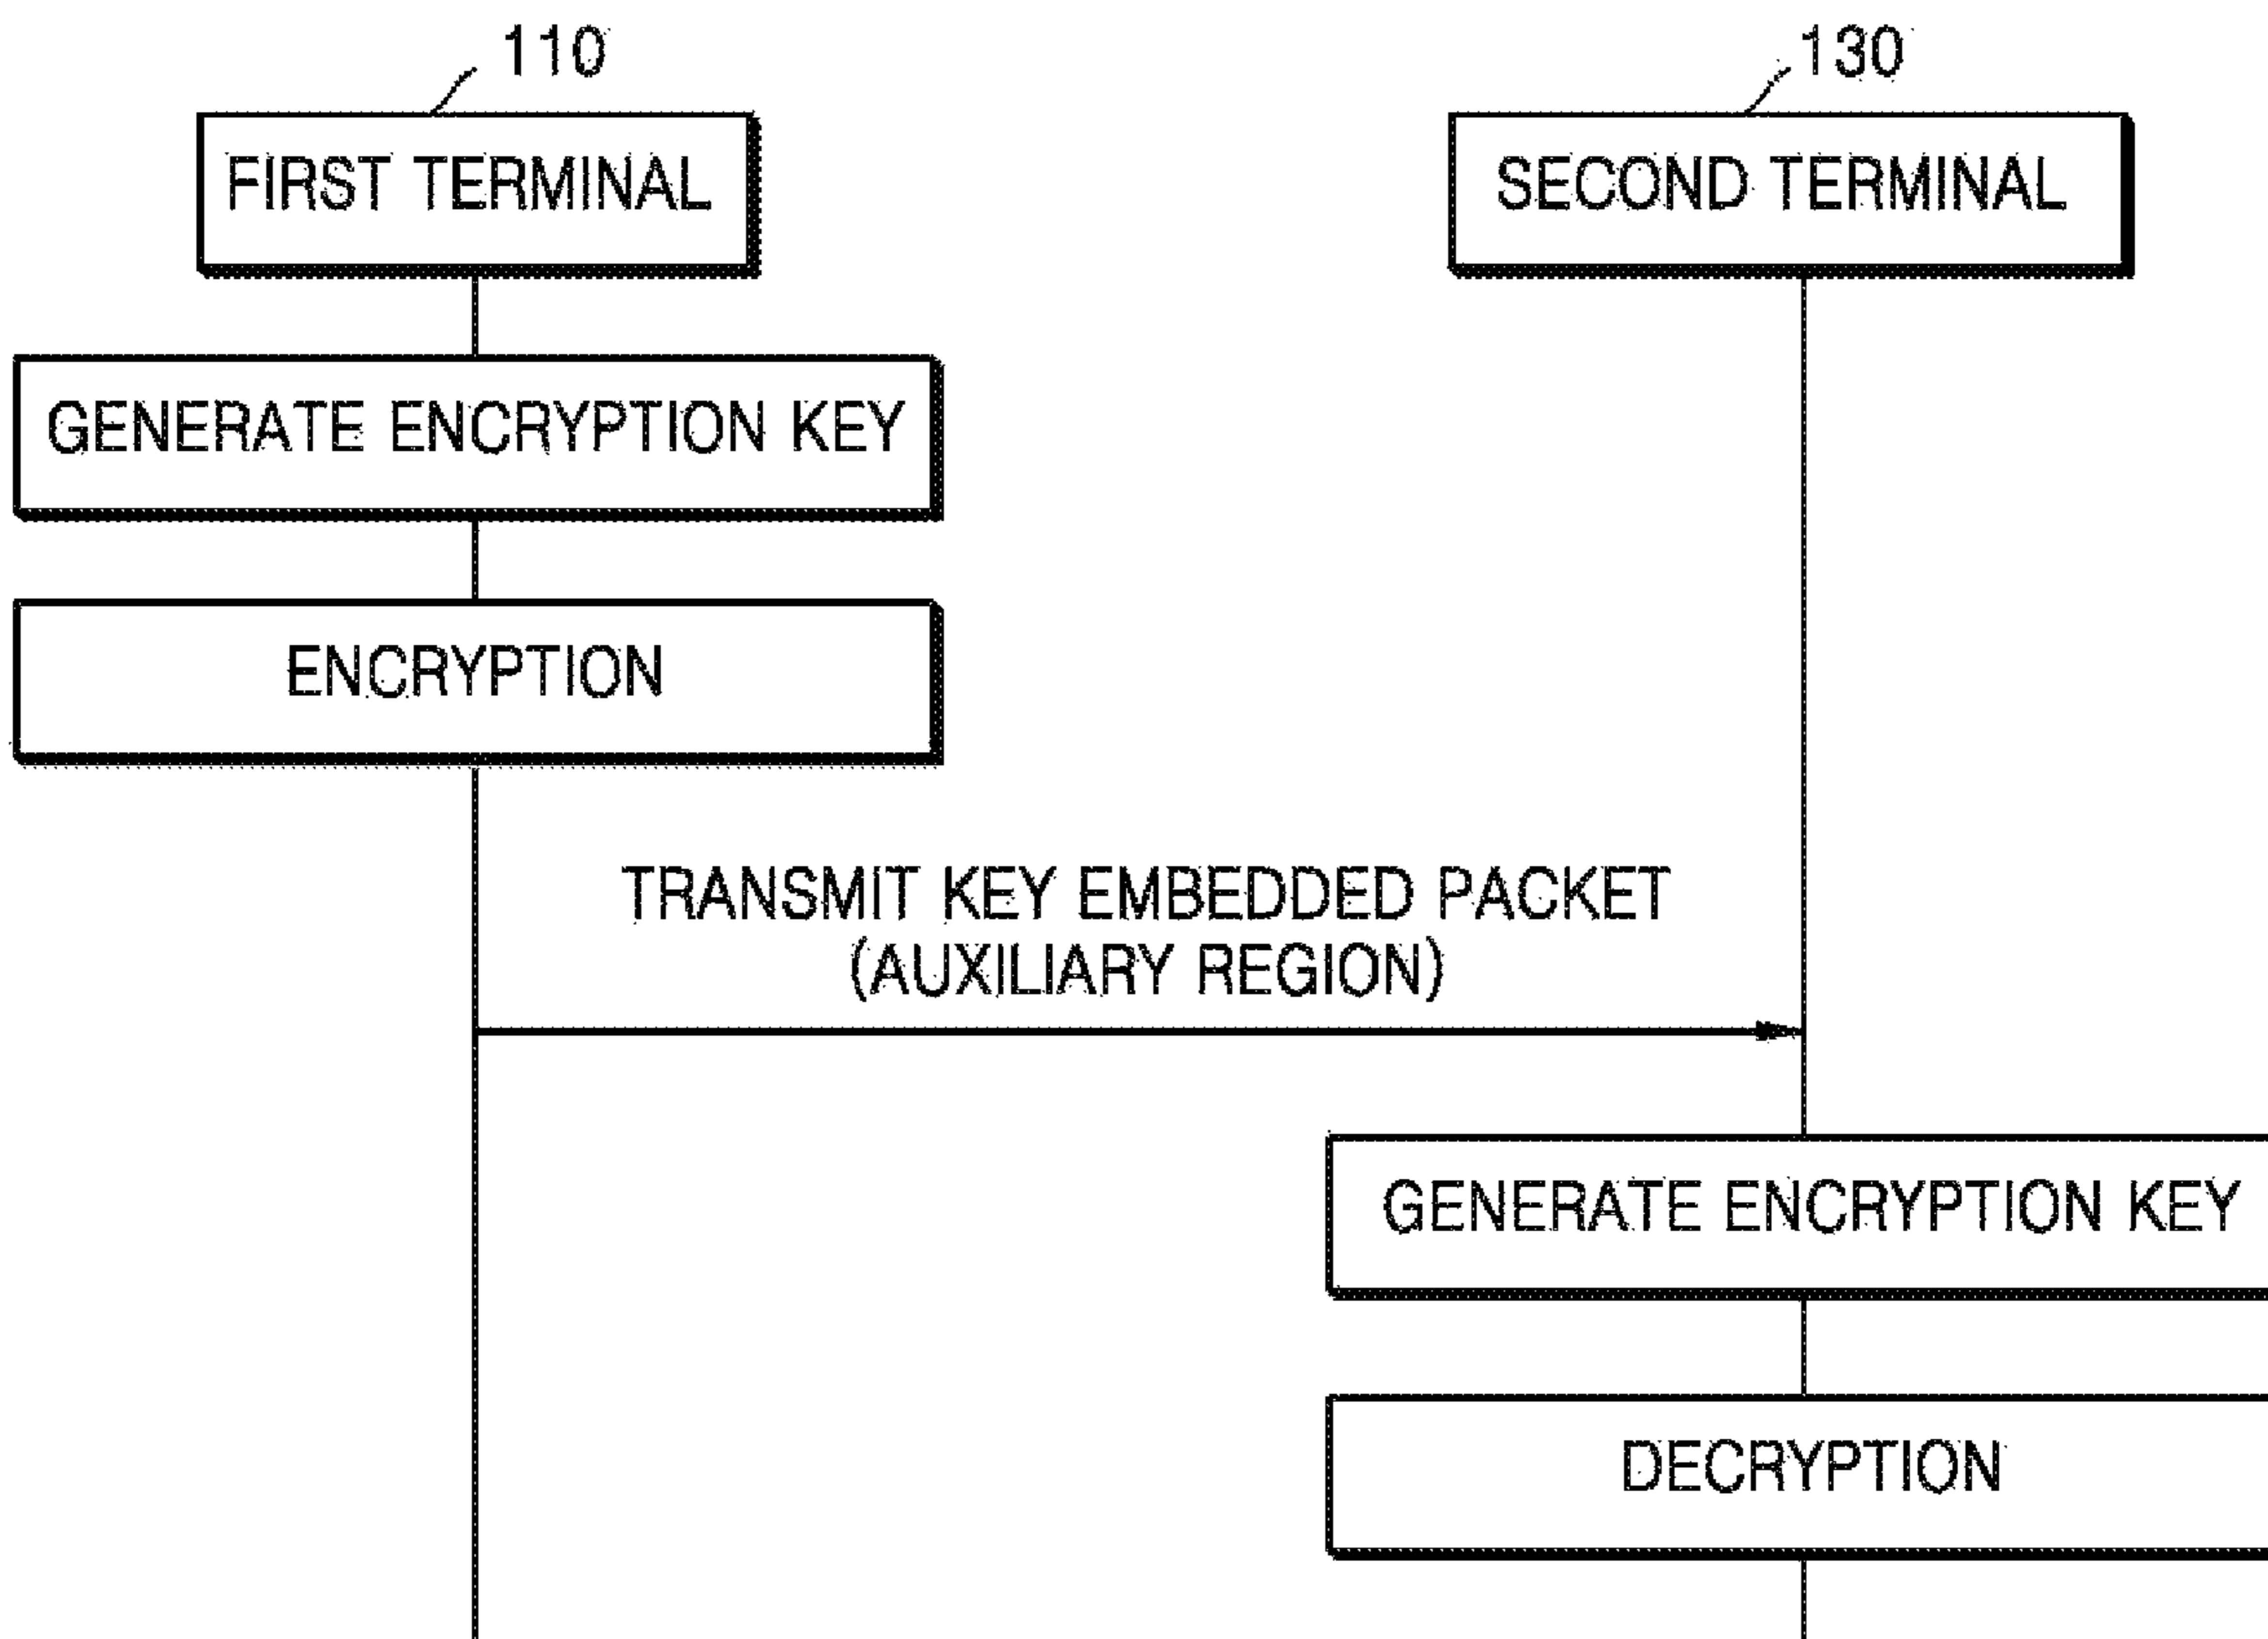 110
130
FIRST TERMINAL
SECOND TERMINAL
GENERATE ENCRYPTION KEY
ENCRYPTION
TRANSMIT KEY EMBEDDED PACKET
(AUXILIARY REGION)
GENERATE ENCRYPTION KEY
DECRYPTION